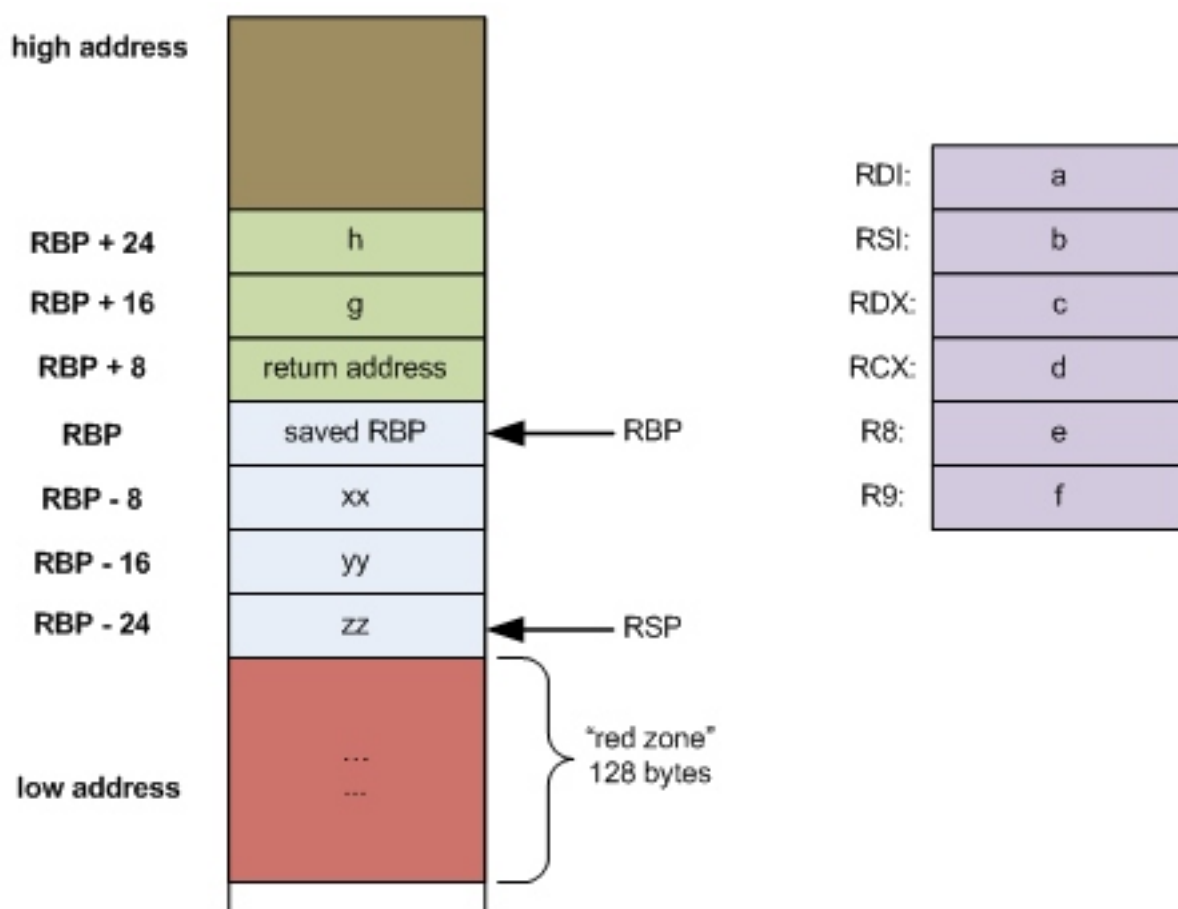 high address
RBP + 24
h
RBP + 16
g
RBP + 8
return address
RBP
saved RBP
RBP
RBP - 8
xx
RBP - 16
yy
RBP - 24
zz
RSP
...
...
“red zone”
128 bytes
low address
RDI:
a
RSI:
b
RDX:
c
RCX:
d
R8:
e
R9:
f